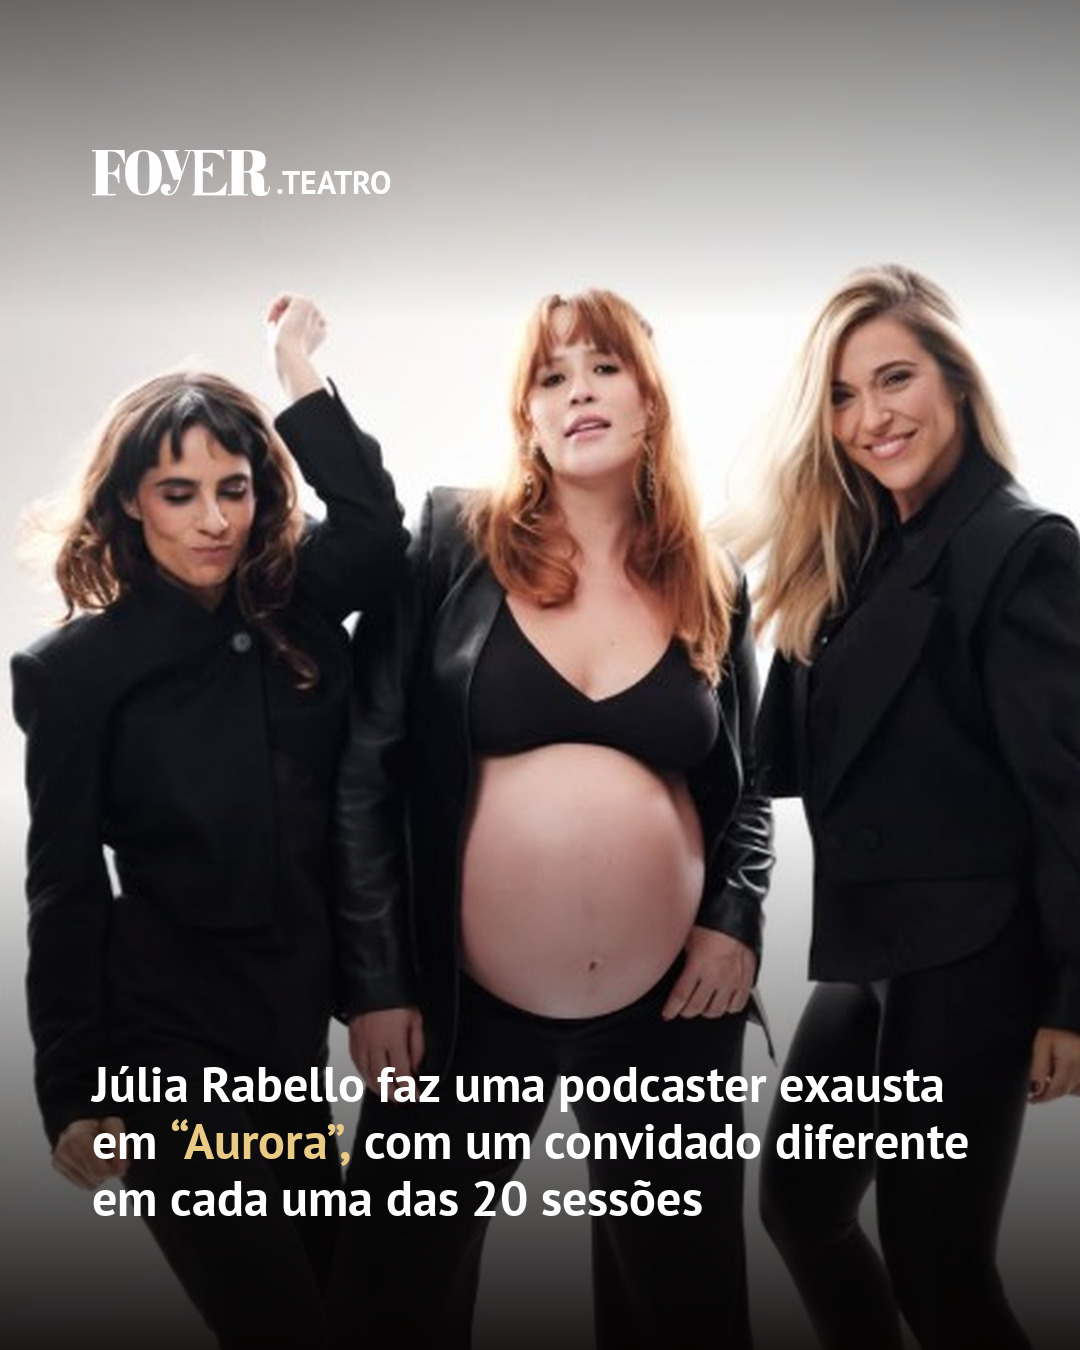 FOYER .TEATRO
Júlia Rabello faz uma podcaster exausta
em “Aurora”, com um convidado diferente
em cada uma das 20 sessões